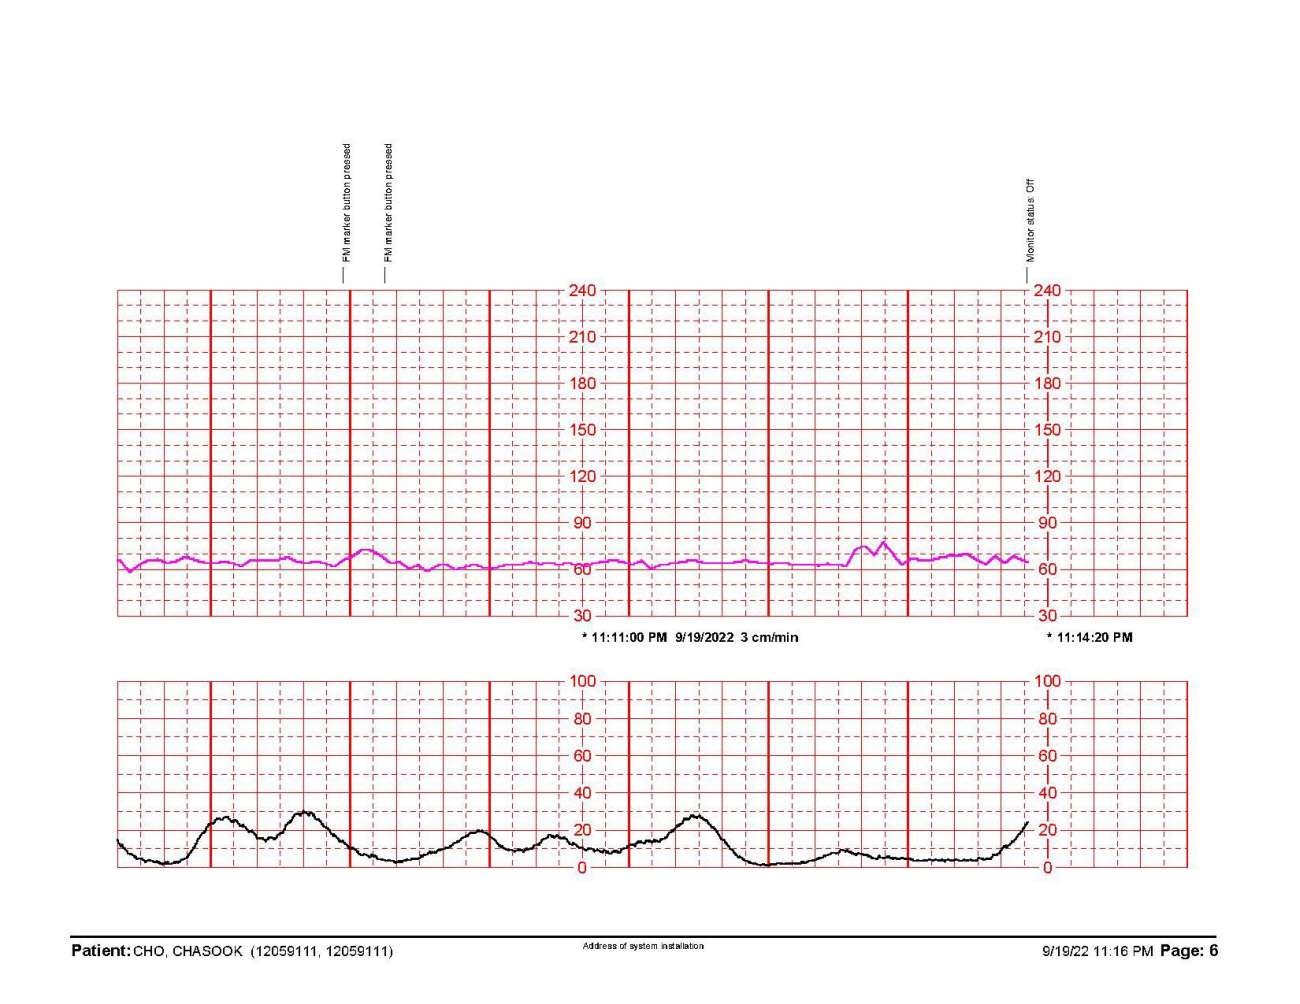 FM marker button pressed
FM marker button pressed
Monitor status: Off
240 240
210 210
180 180
150 150
120 120
90 90
60 60
30 30
* 11:11:00 PM 9/19/2022 3 cm/min * 11:14:20 PM
100 100
80 80
60 60
40 40
20 20
0 0
Patient: CHO, CHASOOK (12059111, 12059111) Address of system installation 9/19/22 11:16 PM Page: 6